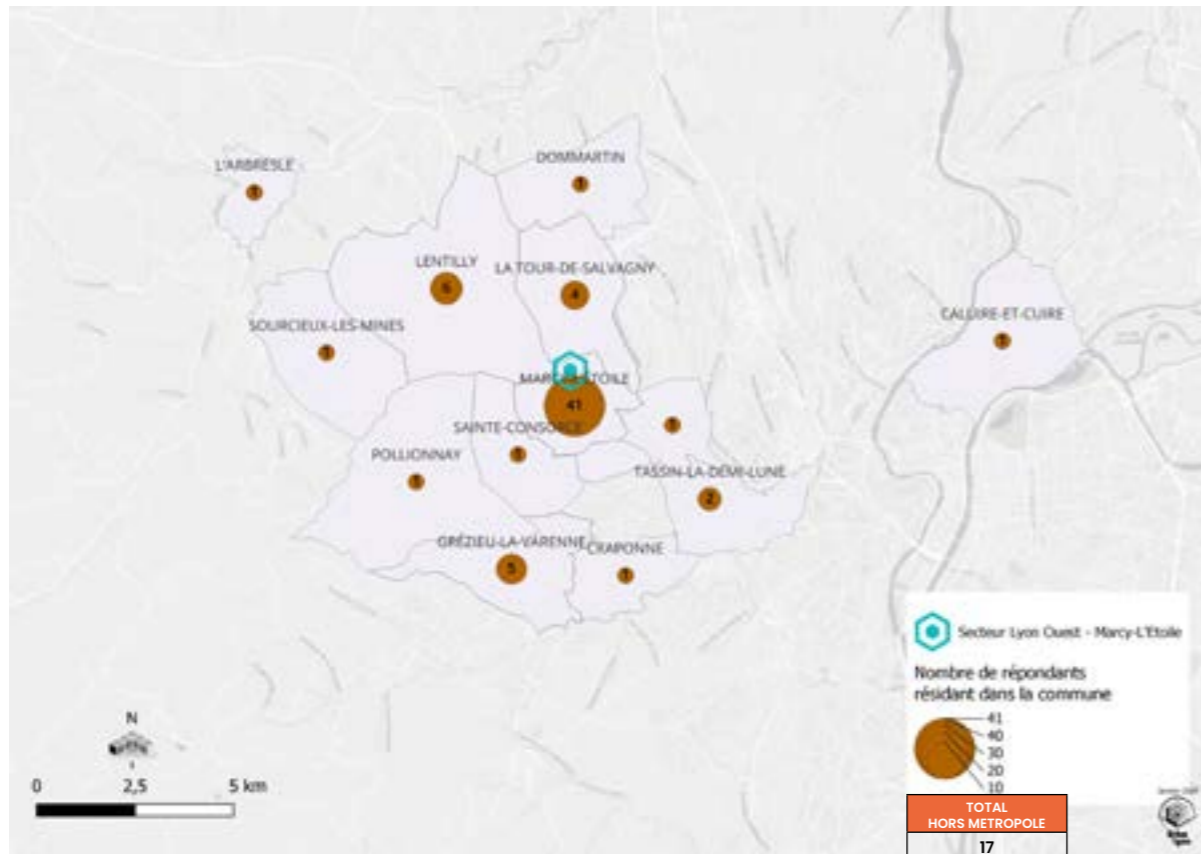 L'ARBRESLE
1
DOMMARTIN
1
LENTILLY
6
LA TOUR-DE-SALVAGNY
4
SOURCIEUX-LES-MINES
1
CALUIRE-ET-CUIRE
1
41
1
SAINTE-CONSORCE
1
POLLIONNAY
1
TASSIN-LA-DEMI-LUNE
2
GRÉZIEU-LA-VARENNE
5
CRAPONNE
1
Secteur Lyon Ouest - Marcy-L'Etoile
Nombre de répondants
résidant dans la commune
41
40
30
20
10
N
0 2,5 5 km
TOTAL
HORS METROPOLE
17